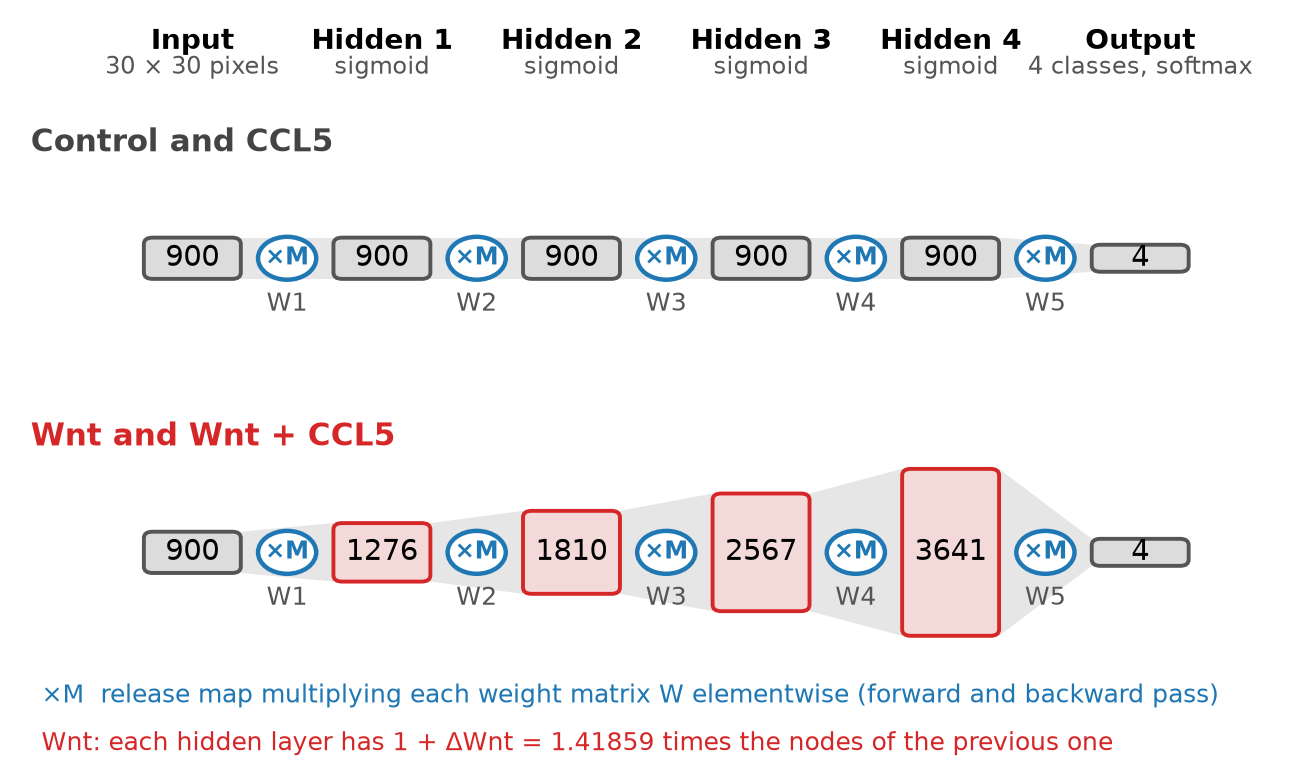 Input Hidden 1 Hidden 2 Hidden 3 Hidden 4 Output
30 × 30 pixels sigmoid sigmoid sigmoid sigmoid 4 classes, softmax
Control and CCL5
900 ×M 900 ×M 900 ×M 900 ×M 900 ×M 4
W1 W2 W3 W4 W5
Wnt and Wnt + CCL5
900 ×M 1276 ×M 1810 ×M 2567 ×M 3641 ×M 4
W1 W2 W3 W4 W5
×M release map multiplying each weight matrix W elementwise (forward and backward pass)
Wnt: each hidden layer has 1 + ΔWnt = 1.41859 times the nodes of the previous one